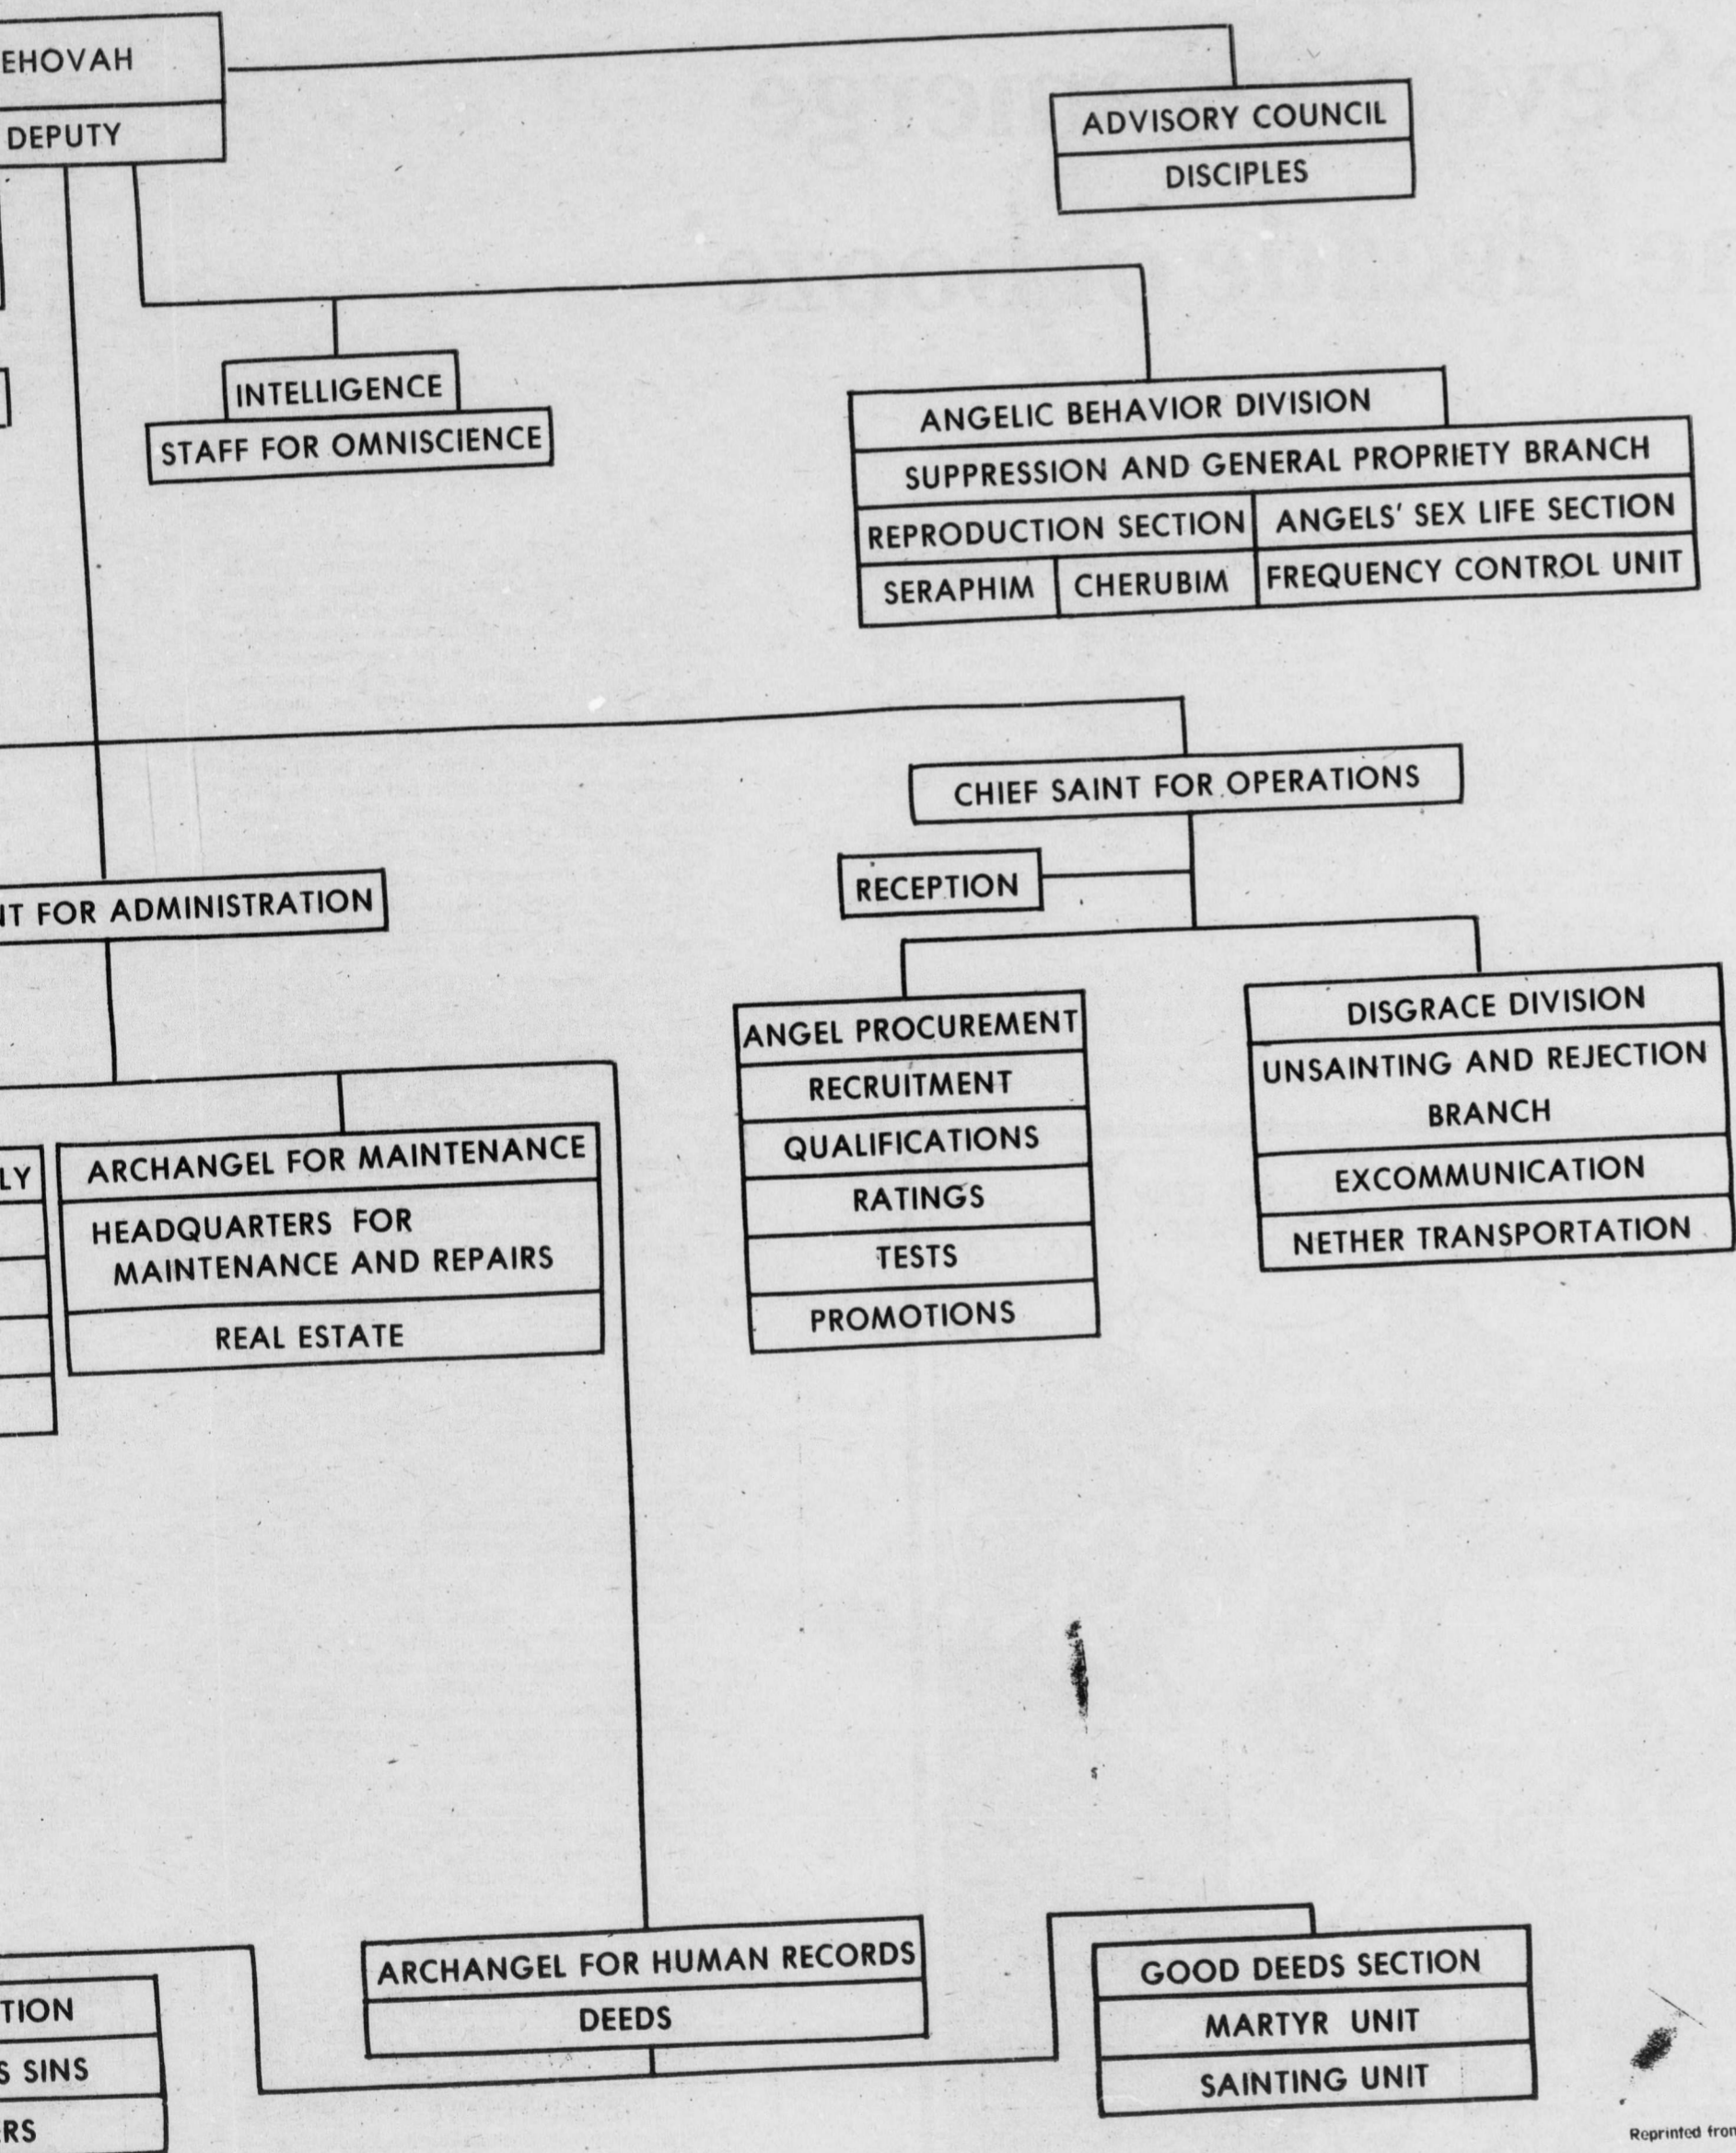 EHOVAH
DEPUTY
ADVISORY COUNCIL
DISCIPLES
INTELLIGENCE
STAFF FOR OMNISCIENCE
ANGELIC BEHAVIOR DIVISION
SUPPRESSION AND GENERAL PROPRIETY BRANCH
REPRODUCTION SECTION
ANGELS' SEX LIFE SECTION
SERAPHIM
CHERUBIM
FREQUENCY CONTROL UNIT
CHIEF SAINT FOR OPERATIONS
RECEPTION
NT FOR ADMINISTRATION
ANGEL PROCUREMENT
RECRUITMENT
QUALIFICATIONS
RATINGS
TESTS
PROMOTIONS
DISGRACE DIVISION
UNSAINTING AND REJECTION
BRANCH
EXCOMMUNICATION
NETHER TRANSPORTATION
LY
ARCHANGEL FOR MAINTENANCE
HEADQUARTERS FOR
MAINTENANCE AND REPAIRS
REAL ESTATE
ARCHANGEL FOR HUMAN RECORDS
DEEDS
GOOD DEEDS SECTION
MARTYR UNIT
SAINTING UNIT
TION
S SINS
RS
Reprinted from